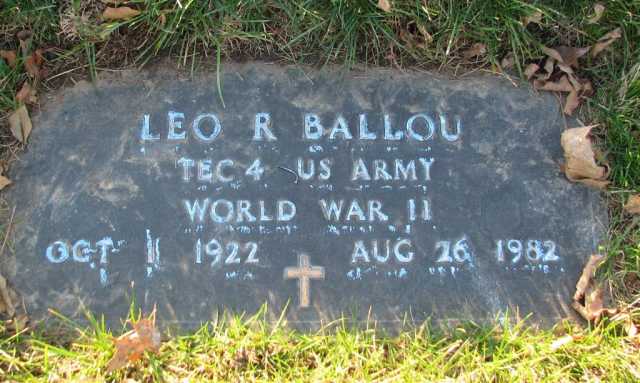 LEO R BALLOU
TEC 4 US ARMY
WORLD WAR II
OCT 1 1922 AUG 26 1982